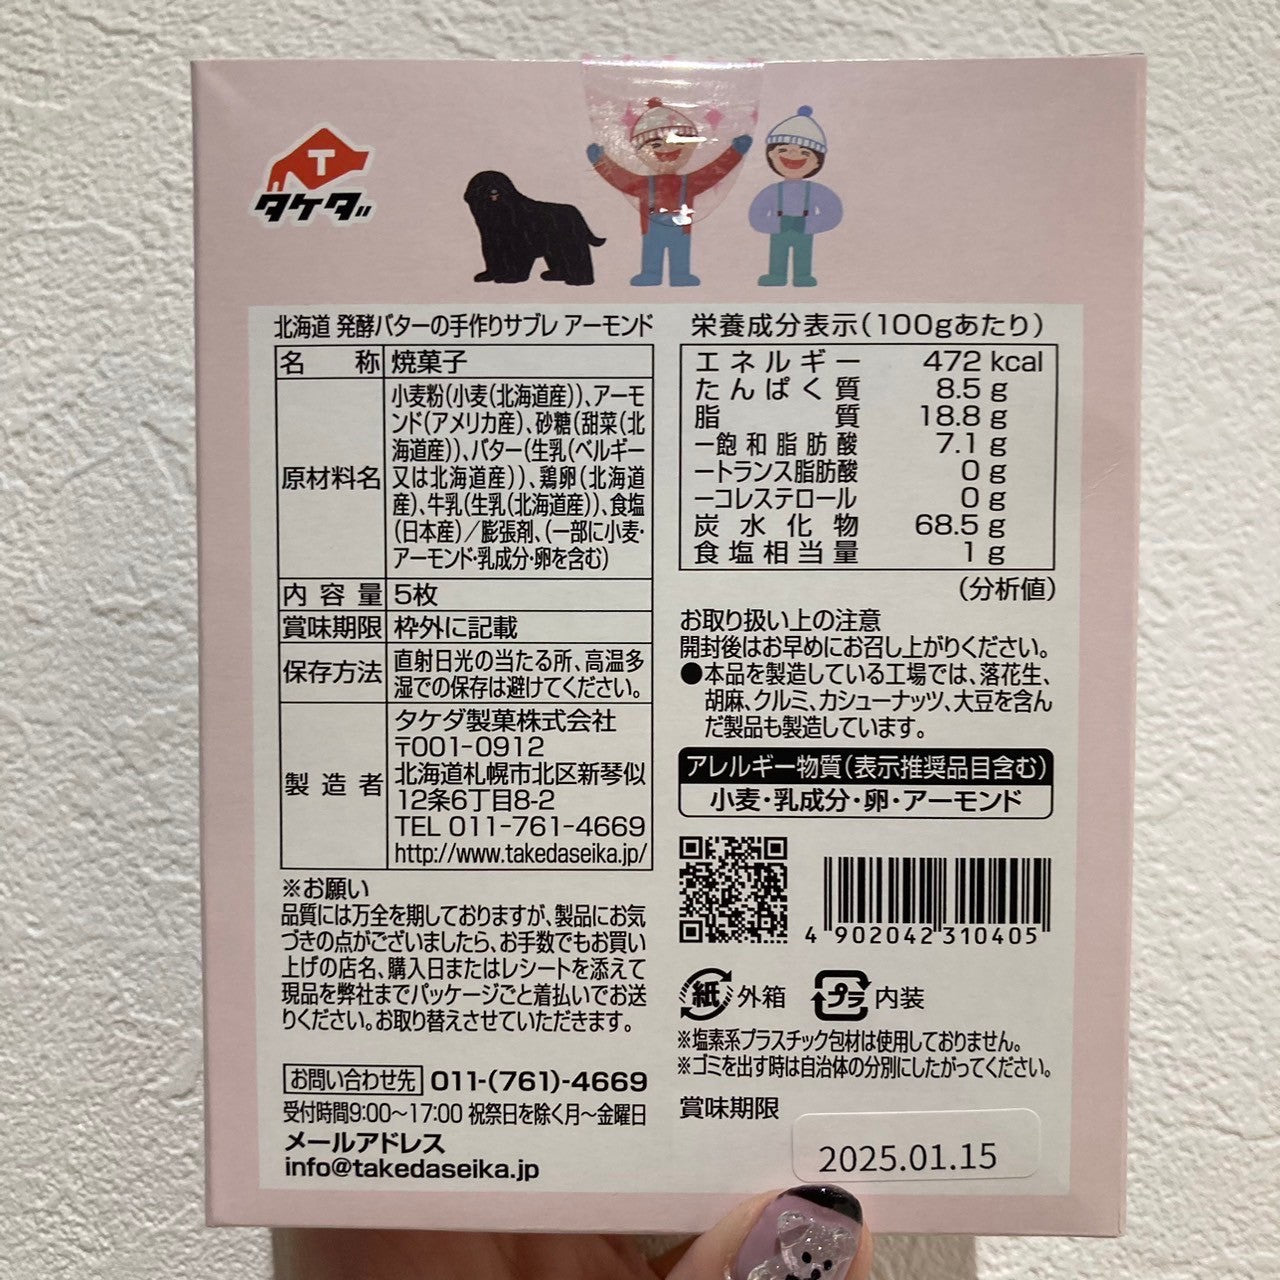 T
タケダ
北海道 発酵バターの手作りサブレ アーモンド
名称 焼菓子
原材料名
小麦粉(小麦(北海道産))、アーモ
ンド(アメリカ産)、砂糖(甜菜(北
海道産))、バター(生乳(ベルギー
又は北海道産))、鶏卵(北海道
産)、牛乳(生乳(北海道産))、食塩
(日本産)／膨張剤、(一部に小麦・
アーモンド・乳成分・卵を含む)
内容量 5枚
賞味期限 枠外に記載
保存方法
直射日光の当たる所、高温多
湿での保存は避けてください。
製造者
タケダ製菓株式会社
〒001-0912
北海道札幌市北区新琴似
12条6丁目8-2
TEL 011-761-4669
http://www.takedaseika.jp/
※お願い
品質には万全を期しておりますが、製品にお気
づきの点がございましたら、お手数でもお買い
上げの店名、購入日またはレシートを添えて
現品を弊社までパッケージごと着払いでお送
りください。お取り替えさせていただきます。
お問い合わせ先 011-(761)-4669
受付時間9:00〜17:00 祝祭日を除く月〜金曜日
メールアドレス
info@takedaseika.jp
栄養成分表示(100gあたり)
エネルギー 472 kcal
たんぱく質 8.5 g
脂質 18.8 g
ー飽和脂肪酸 7.1 g
ートランス脂肪酸 0 g
ーコレステロール 0 g
炭水化物 68.5 g
食塩相当量 1 g
(分析値)
お取り扱い上の注意
開封後はお早めにお召し上がりください。
●本品を製造している工場では、落花生、
胡麻、クルミ、カシューナッツ、大豆を含ん
だ製品も製造しています。
アレルギー物質(表示推奨品目含む)
小麦・乳成分・卵・アーモンド
4 902042 310405
紙 外箱 プラ 内装
※塩素系プラスチック包材は使用しておりません。
※ゴミを出す時は自治体の分別にしたがってください。
賞味期限
2025.01.15